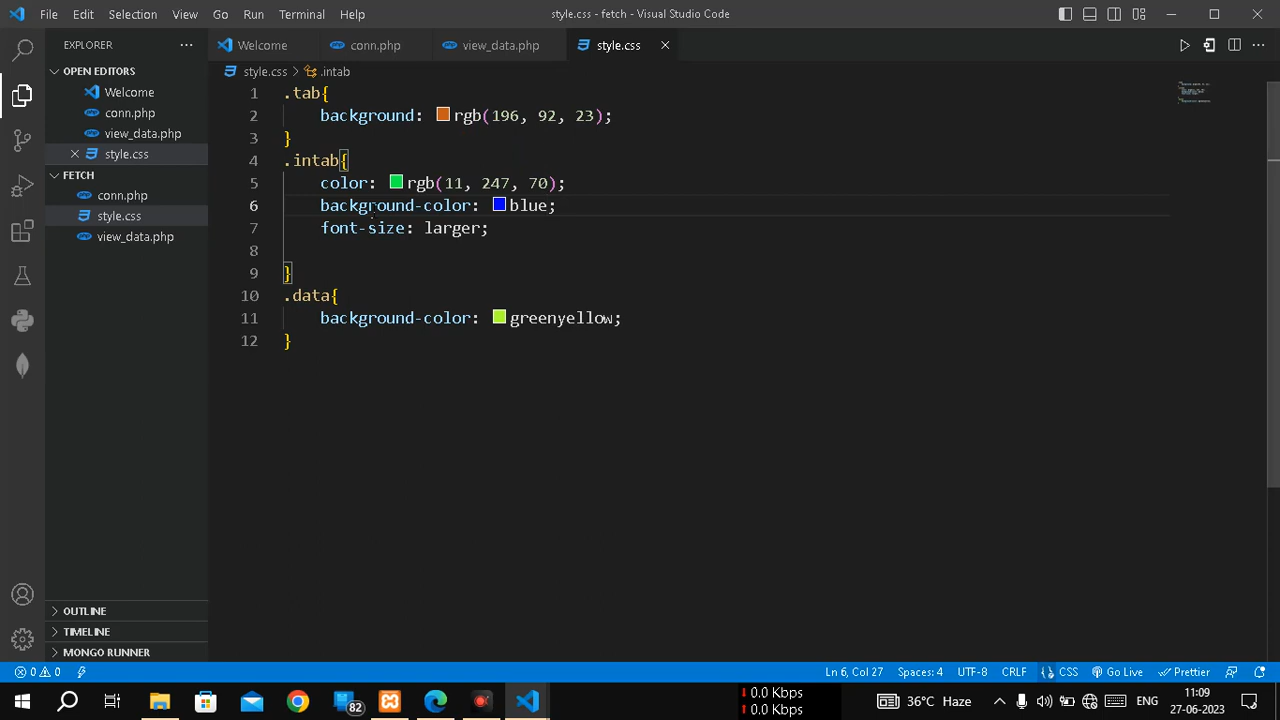 File Edit Selection View Go Run Terminal Help
style.css - fetch - Visual Studio Code
EXPLORER
Welcome
conn.php
view_data.php
style.css
OPEN EDITORS
Welcome
conn.php
view_data.php
style.css
FETCH
conn.php
style.css
view_data.php
style.css > .intab
1 .tab{
2 background: rgb(196, 92, 23);
3 }
4 .intab{
5 color: rgb(11, 247, 70);
6 background-color: blue;
7 font-size: larger;
8
9 }
10 .data{
11 background-color: greenyellow;
12 }
OUTLINE
TIMELINE
MONGO RUNNER
0 0
Ln 6, Col 27 Spaces: 4 UTF-8 CRLF CSS Go Live Prettier
82
↓ 0.0 Kbps
↑ 0.0 Kbps
36°C Haze
ENG
11:09
27-06-2023